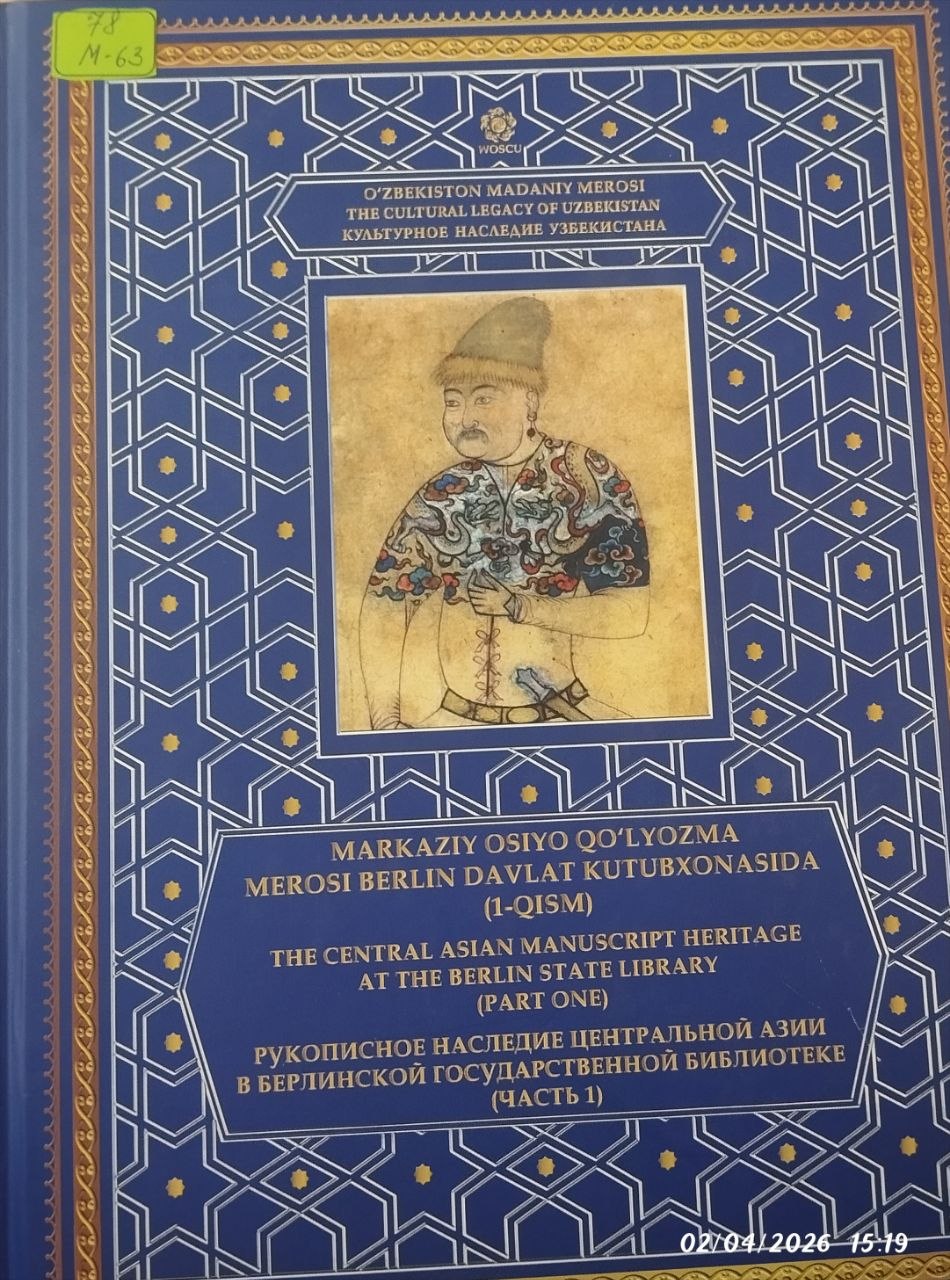 78
М-63
WOSCU
O‘ZBEKISTON MADANIY MEROSI
THE CULTURAL LEGACY OF UZBEKISTAN
КУЛЬТУРНОЕ НАСЛЕДИЕ УЗБЕКИСТАНА
MARKAZIY OSIYO QO‘LYOZMA
MEROSI BERLIN DAVLAT KUTUBXONASIDA
(1-QISM)
THE CENTRAL ASIAN MANUSCRIPT HERITAGE
AT THE BERLIN STATE LIBRARY
(PART ONE)
РУКОПИСНОЕ НАСЛЕДИЕ ЦЕНТРАЛЬНОЙ АЗИИ
В БЕРЛИНСКОЙ ГОСУДАРСТВЕННОЙ БИБЛИОТЕКЕ
(ЧАСТЬ 1)
02/04/2026 15:19